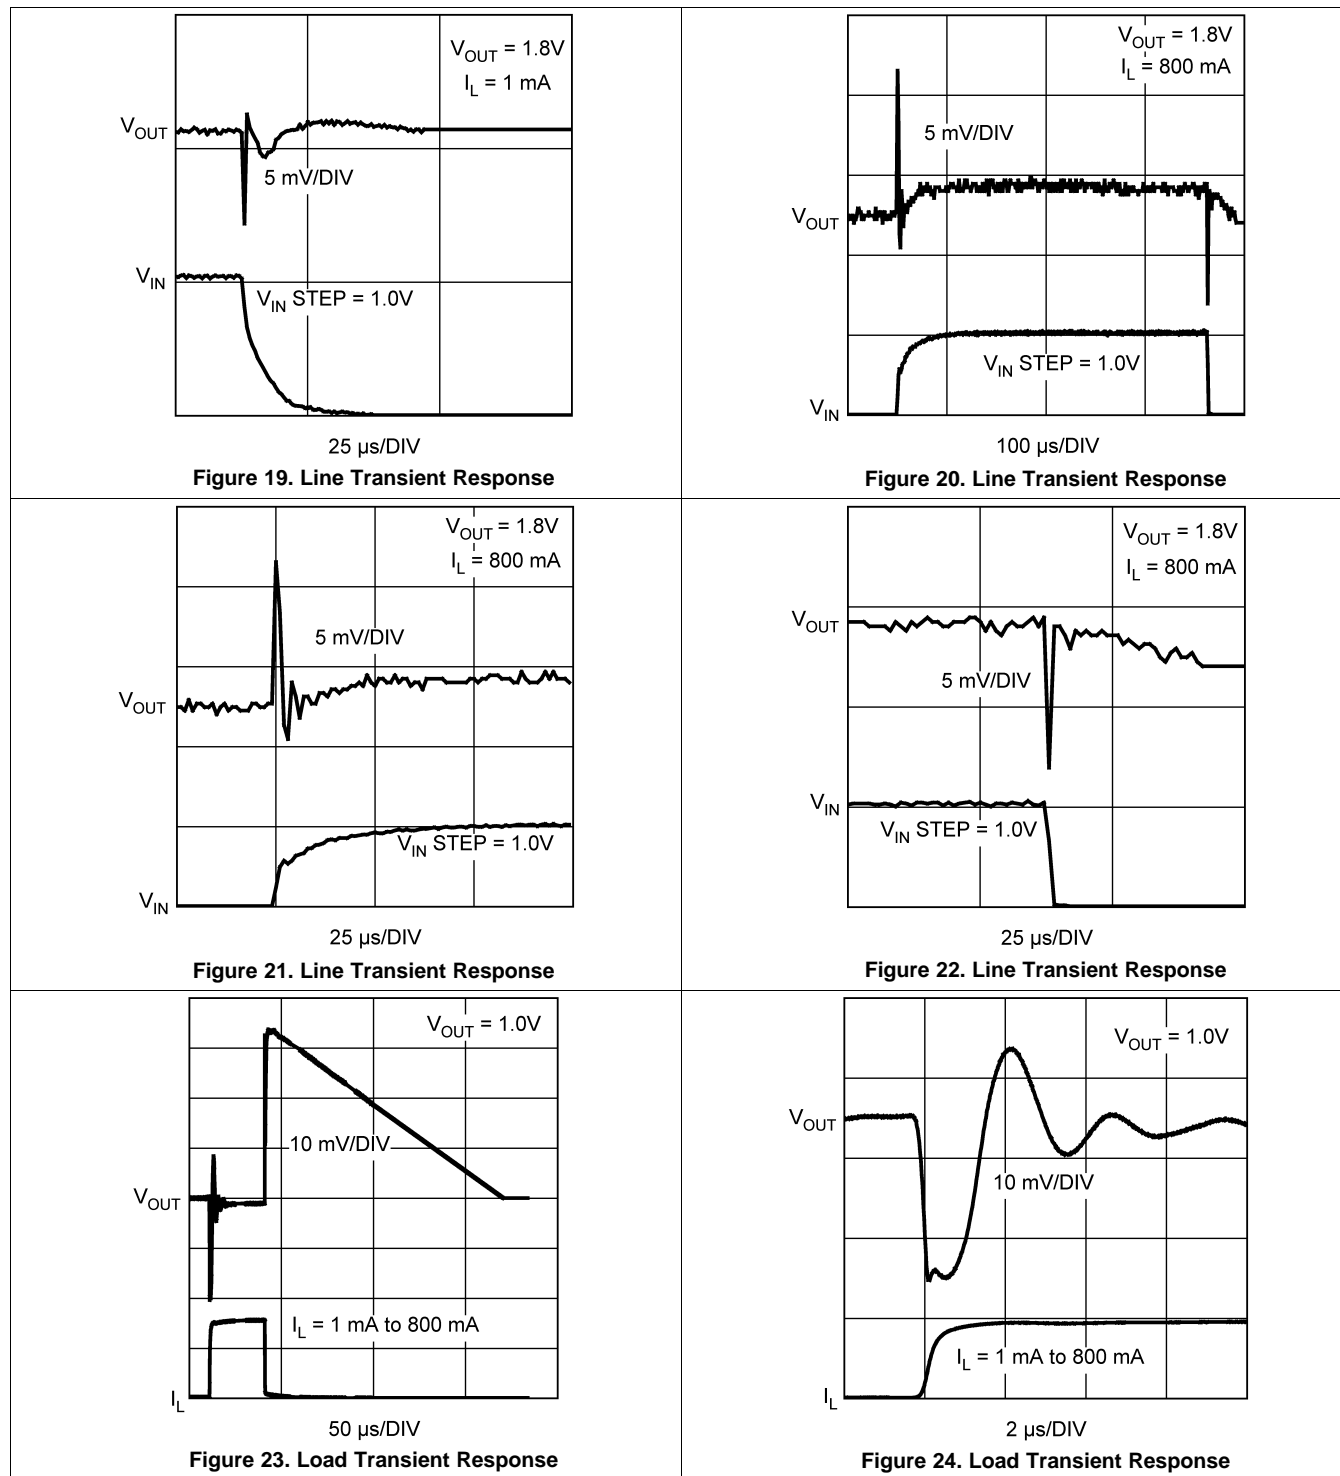 V_OUT = 1.8V
I_L = 1 mA
V_OUT
5 mV/DIV
V_IN
V_IN STEP = 1.0V
25 µs/DIV
Figure 19. Line Transient Response
V_OUT = 1.8V
I_L = 800 mA
5 mV/DIV
V_OUT
V_IN STEP = 1.0V
V_IN
100 µs/DIV
Figure 20. Line Transient Response
V_OUT = 1.8V
I_L = 800 mA
5 mV/DIV
V_OUT
V_IN STEP = 1.0V
V_IN
25 µs/DIV
Figure 21. Line Transient Response
V_OUT = 1.8V
I_L = 800 mA
V_OUT
5 mV/DIV
V_IN
V_IN STEP = 1.0V
25 µs/DIV
Figure 22. Line Transient Response
V_OUT = 1.0V
10 mV/DIV
V_OUT
I_L = 1 mA to 800 mA
I_L
50 µs/DIV
Figure 23. Load Transient Response
V_OUT = 1.0V
V_OUT
10 mV/DIV
I_L = 1 mA to 800 mA
I_L
2 µs/DIV
Figure 24. Load Transient Response